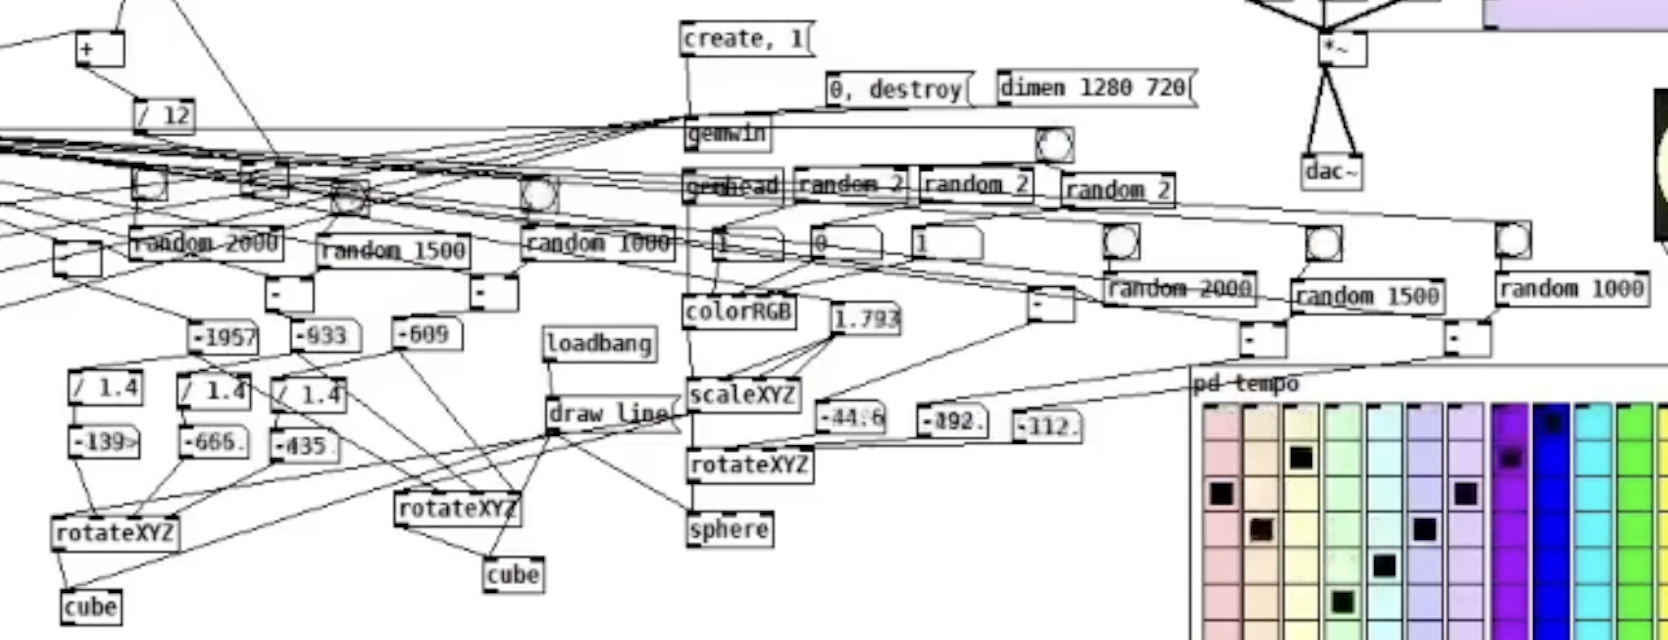 create, 1
+
*~
0, destroy
dimen 1280 720
/ 12
gemwin
dac~
gemhead
random 2
random 2
random 2
random 2000
random 1500
random 1000
1
0
1
-
-
-
colorRGB
1.793
random 2000
random 1500
random 1000
-
-
-1957
-933
-609
loadbang
/ 1.4
/ 1.4
/ 1.4
draw line
scaleXYZ
pd tempo
-44.6
-112.
-139>
-666.
-435.
rotateXYZ
rotateXYZ
rotateXYZ
sphere
cube
cube